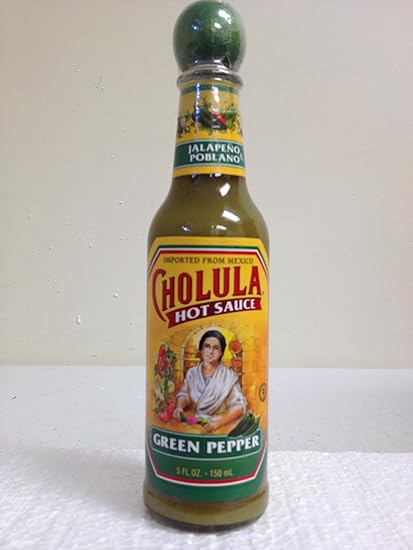 JALAPEÑO &
POBLANO
IMPORTED FROM MEXICO
CHOLULA
HOT SAUCE
GREEN PEPPER
5 FL. OZ. - 150 mL